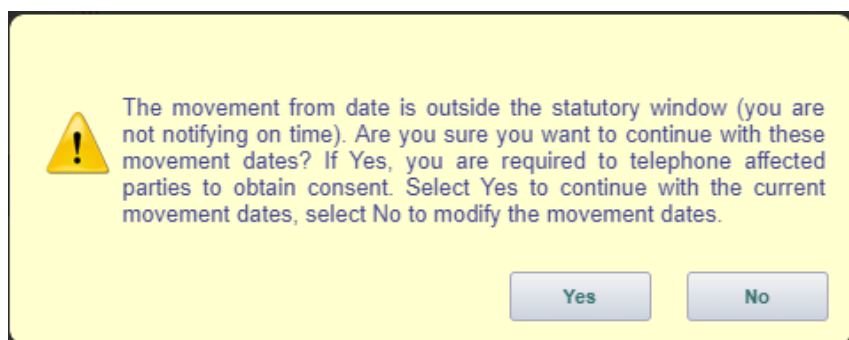 The movement from date is outside the statutory window (you are
not notifying on time). Are you sure you want to continue with these
movement dates? If Yes, you are required to telephone affected
parties to obtain consent. Select Yes to continue with the current
movement dates, select No to modify the movement dates.
Yes
No